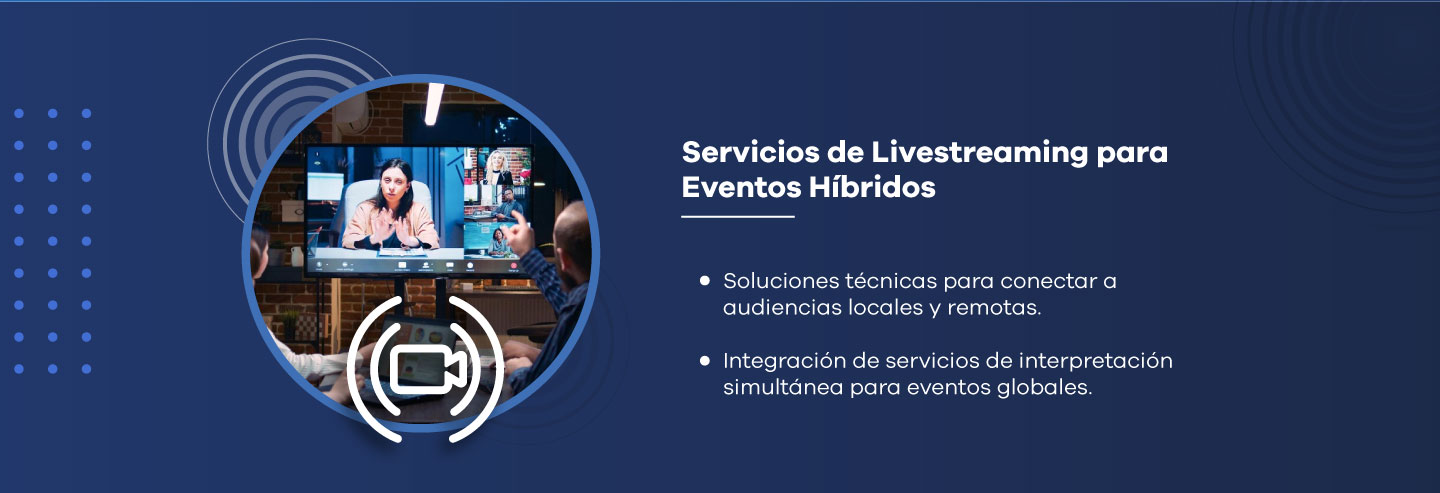 Servicios de Livestreaming para
Eventos Híbridos
Soluciones técnicas para conectar a
audiencias locales y remotas.
Integración de servicios de interpretación
simultánea para eventos globales.